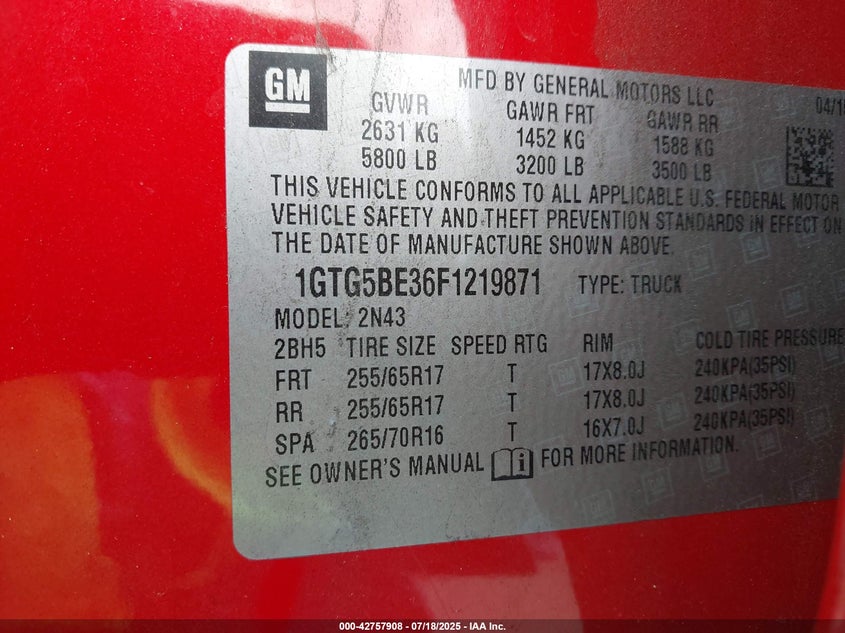 GM
MFD BY GENERAL MOTORS LLC
GVWR GAWR FRT GAWR RR
2631 KG 1452 KG 1588 KG
5800 LB 3200 LB 3500 LB
THIS VEHICLE CONFORMS TO ALL APPLICABLE U.S. FEDERAL MOTOR
VEHICLE SAFETY AND THEFT PREVENTION STANDARDS IN EFFECT ON
THE DATE OF MANUFACTURE SHOWN ABOVE.
1GTG5BE36F1219871 TYPE: TRUCK
MODEL: 2N43
2BH5 TIRE SIZE SPEED RTG RIM COLD TIRE PRESSURE
FRT 255/65R17 T 17X8.0J 240KPA(35PSI)
RR 255/65R17 T 17X8.0J 240KPA(35PSI)
SPA 265/70R16 T 16X7.0J 240KPA(35PSI)
SEE OWNER'S MANUAL FOR MORE INFORMATION.
000-42757908 - 07/18/2025 - IAA Inc.